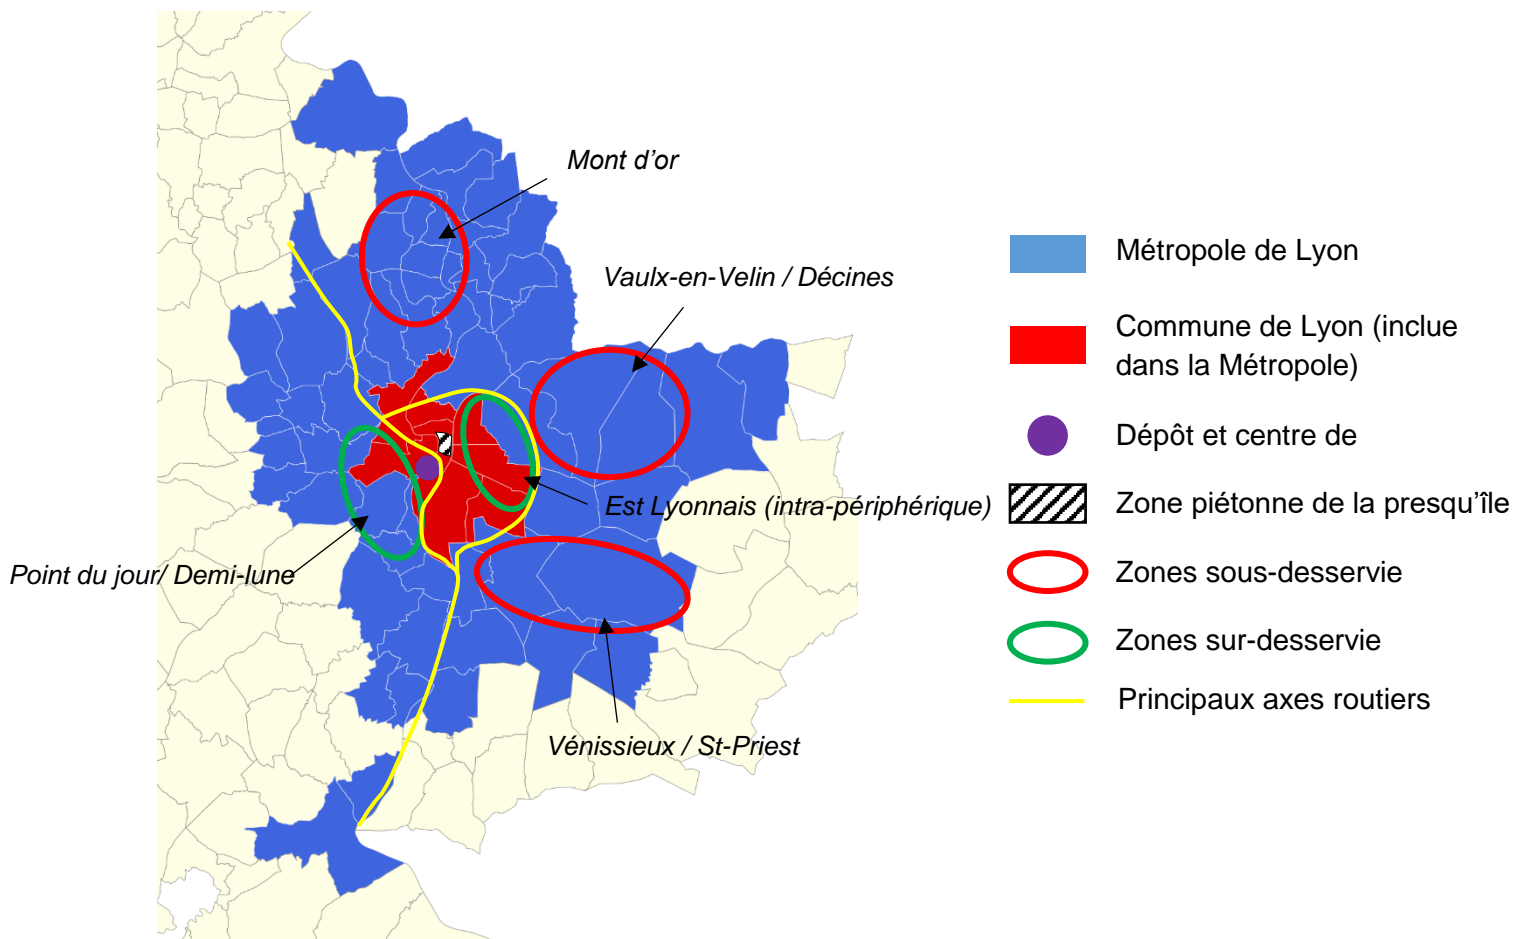 Mont d'or
Vaulx-en-Velin / Décines
Est Lyonnais (intra-périphérique)
Point du jour/ Demi-lune
Vénissieux / St-Priest
Métropole de Lyon
Commune de Lyon (inclue
dans la Métropole)
Dépôt et centre de
Zone piétonne de la presqu'île
Zones sous-desservie
Zones sur-desservie
Principaux axes routiers